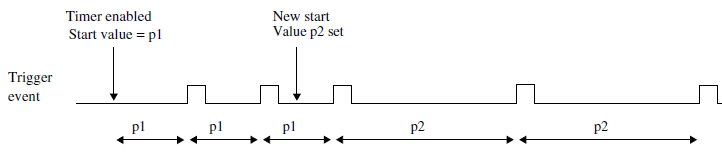 Timer enabled
Start value = p1
New start
Value p2 set
Trigger
event
p1
p1
p1
p2
p2